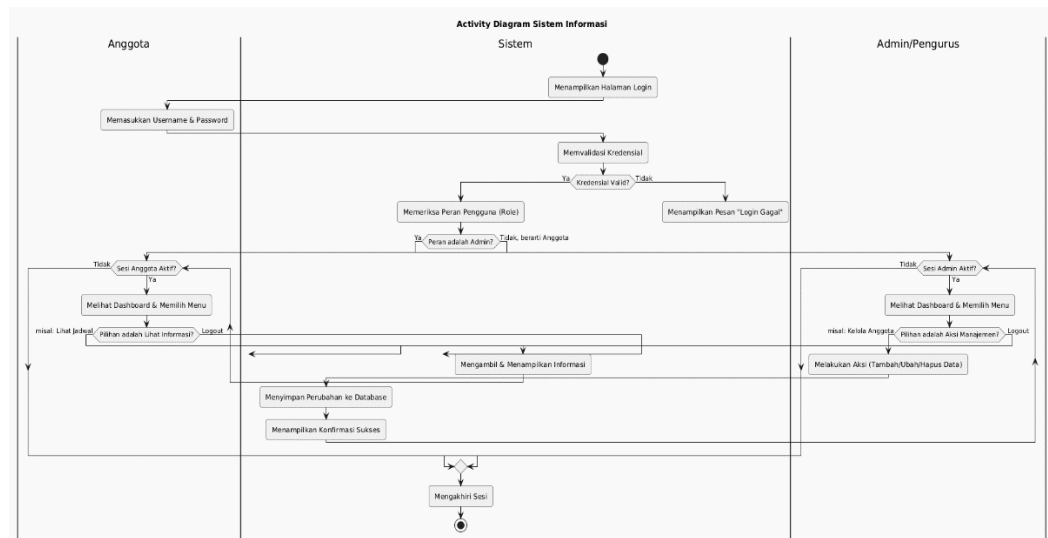 Activity Diagram Sistem Informasi
Anggota
Sistem
Admin/Pengurus
Menampilkan Halaman Login
Memasukkan Username & Password
Memvalidasi Kredensial
Ya
Kredensial Valid?
Tidak
Memeriksa Peran Pengguna (Role)
Menampilkan Pesan "Login Gagal"
Ya
Peran adalah Admin?
Tidak, berarti Anggota
Tidak
Sesi Anggota Aktif?
Ya
Tidak
Sesi Admin Aktif?
Ya
Melihat Dashboard & Memilih Menu
Melihat Dashboard & Memilih Menu
misal: Lihat Jadwal
Pilihan adalah Lihat Informasi?
Logout
misal: Kelola Anggota
Pilihan adalah Aksi Manajemen?
Logout
Mengambil & Menampilkan Informasi
Melakukan Aksi (Tambah/Ubah/Hapus Data)
Menyimpan Perubahan ke Database
Menampilkan Konfirmasi Sukses
Mengakhiri Sesi